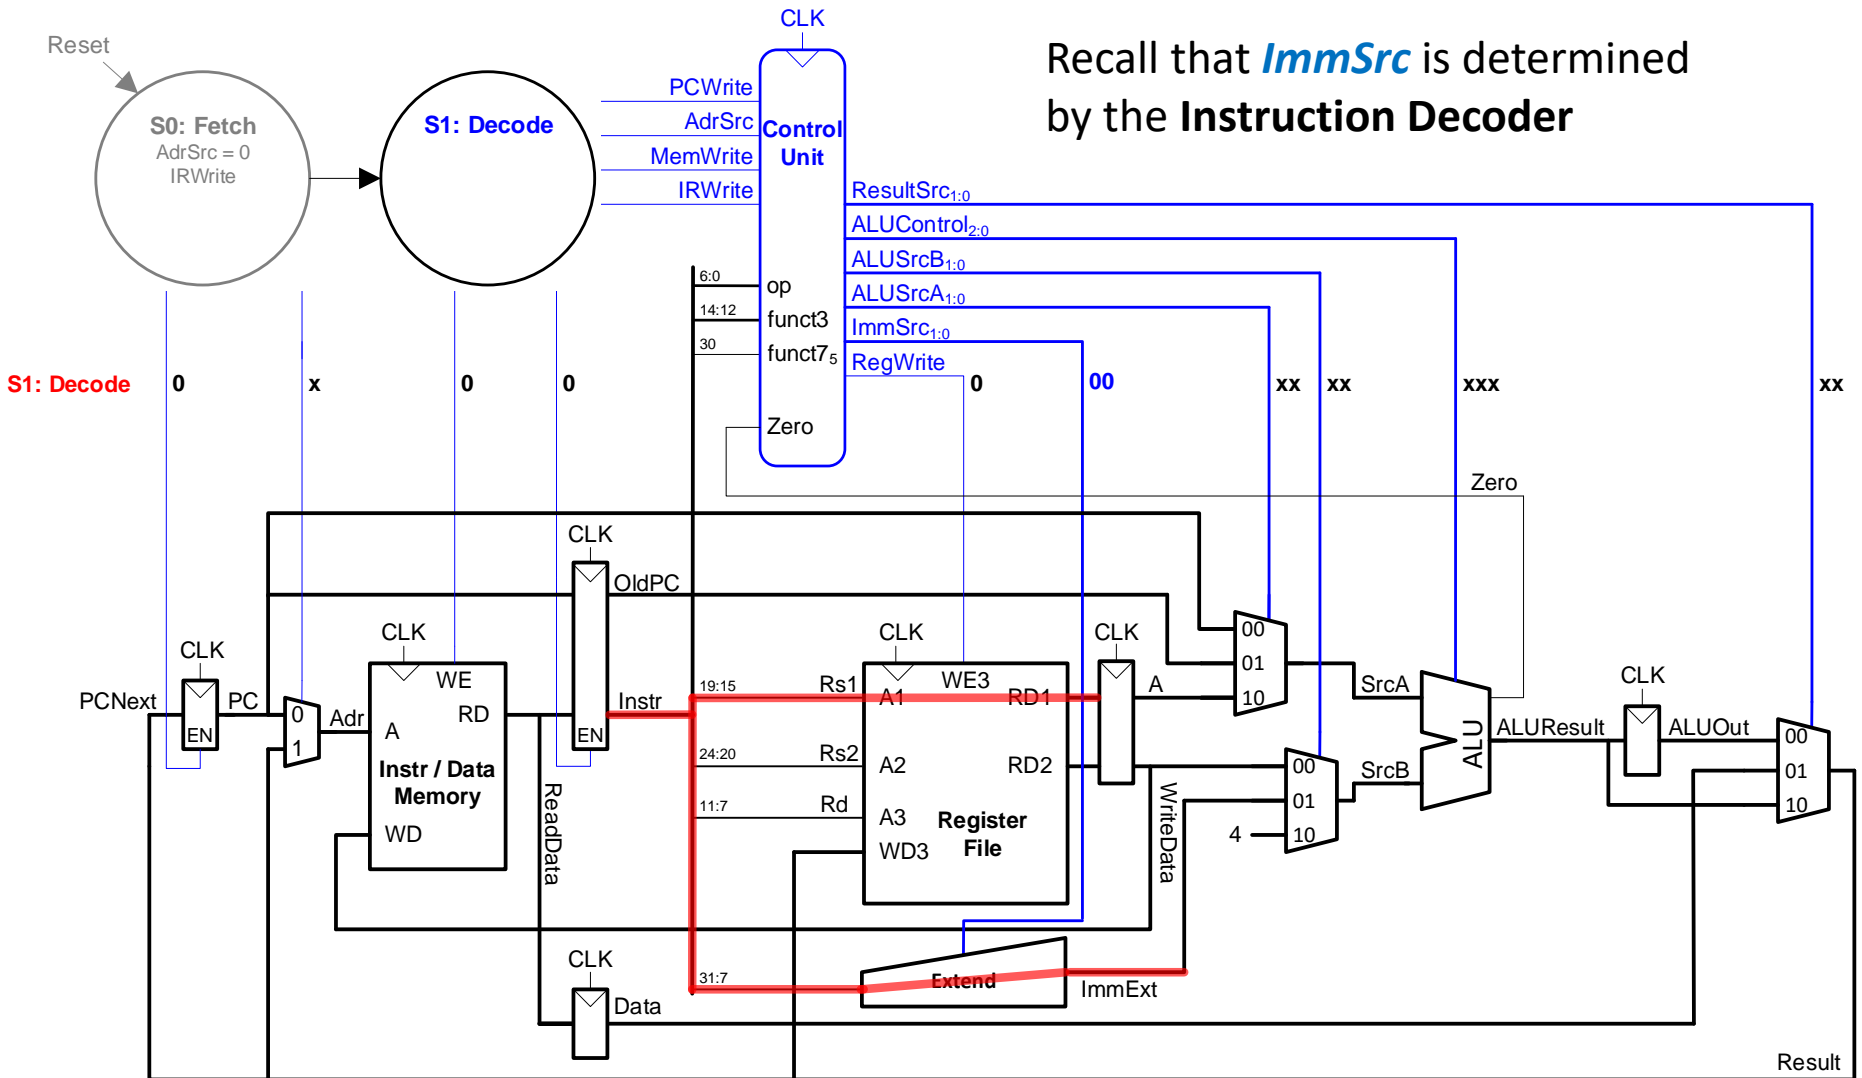 CLK
Reset
Recall that ImmSrc is determined
by the Instruction Decoder
S0: Fetch
AdrSrc = 0
IRWrite
S1: Decode
PCWrite
AdrSrc
MemWrite
IRWrite
Control
Unit
ResultSrc1:0
ALUControl2:0
ALUSrcB1:0
ALUSrcA1:0
ImmSrc1:0
RegWrite
6:0
op
14:12
funct3
30
funct75
Zero
S1: Decode
0
x
0
0
0
00
xx
xx
xxx
xx
Zero
CLK
OldPC
CLK
CLK
CLK
CLK
CLK
PCNext
PC
EN
0
1
Adr
WE
A
RD
Instr / Data
Memory
WD
ReadData
Instr
EN
19:15
Rs1
A1
WE3
RD1
24:20
Rs2
A2
RD2
11:7
Rd
A3
WD3
Register
File
A
WriteData
00
01
10
00
01
10
4
SrcA
SrcB
ALU
ALUResult
ALUOut
00
01
10
CLK
Data
31:7
Extend
ImmExt
Result